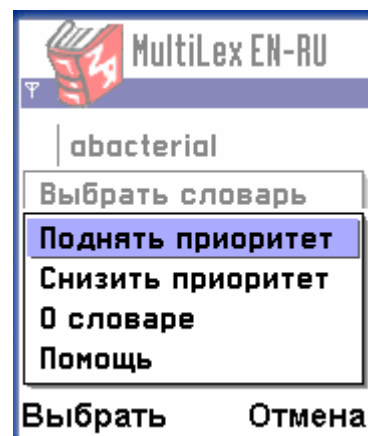 MultiLex EN-RU
abacterial
Выбрать словарь
Поднять приоритет
Снизить приоритет
О словаре
Помощь
Выбрать Отмена